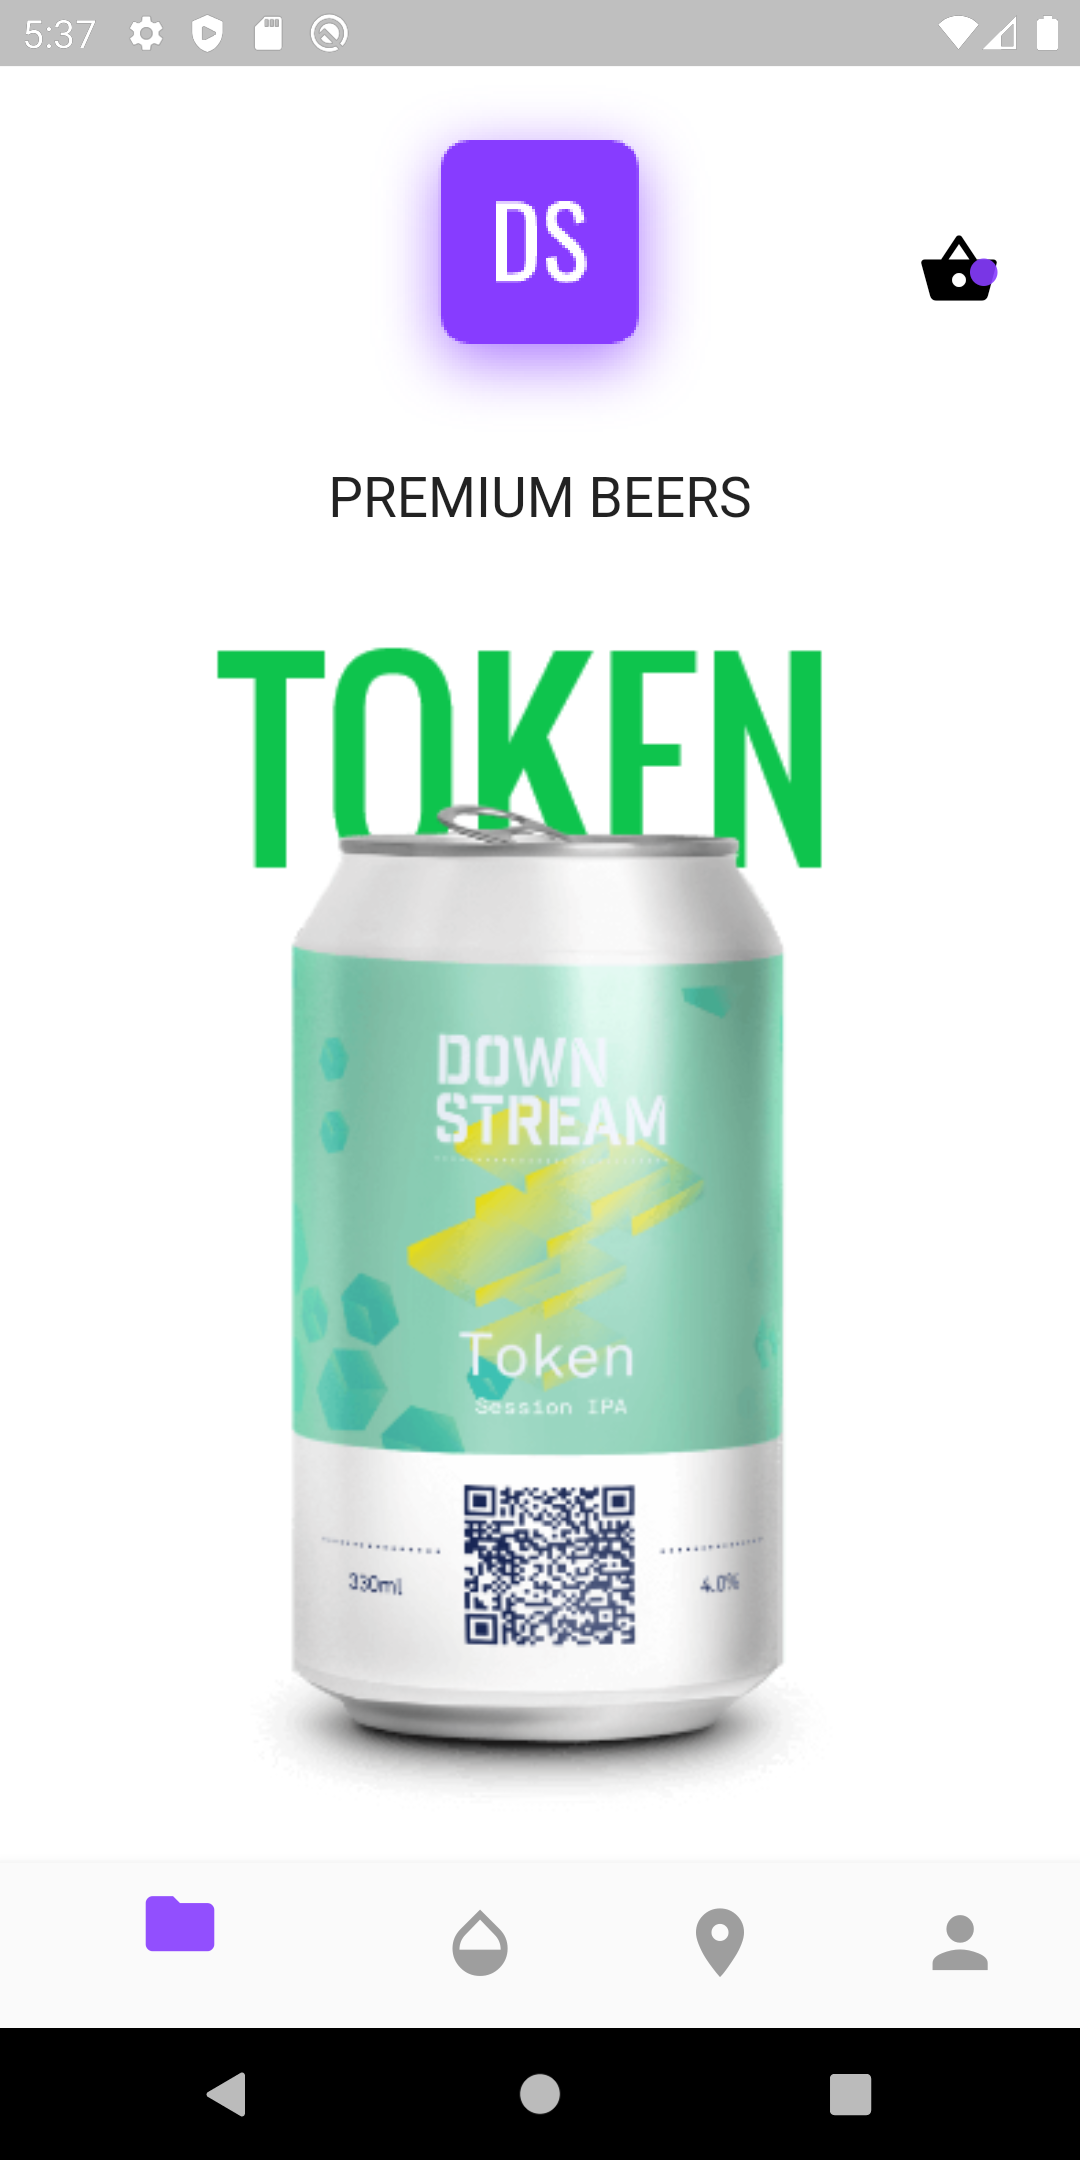 5:37
DS
PREMIUM BEERS
TOKEN
DOWN
STREAM
Token
Session IPA
330ml
4.0%